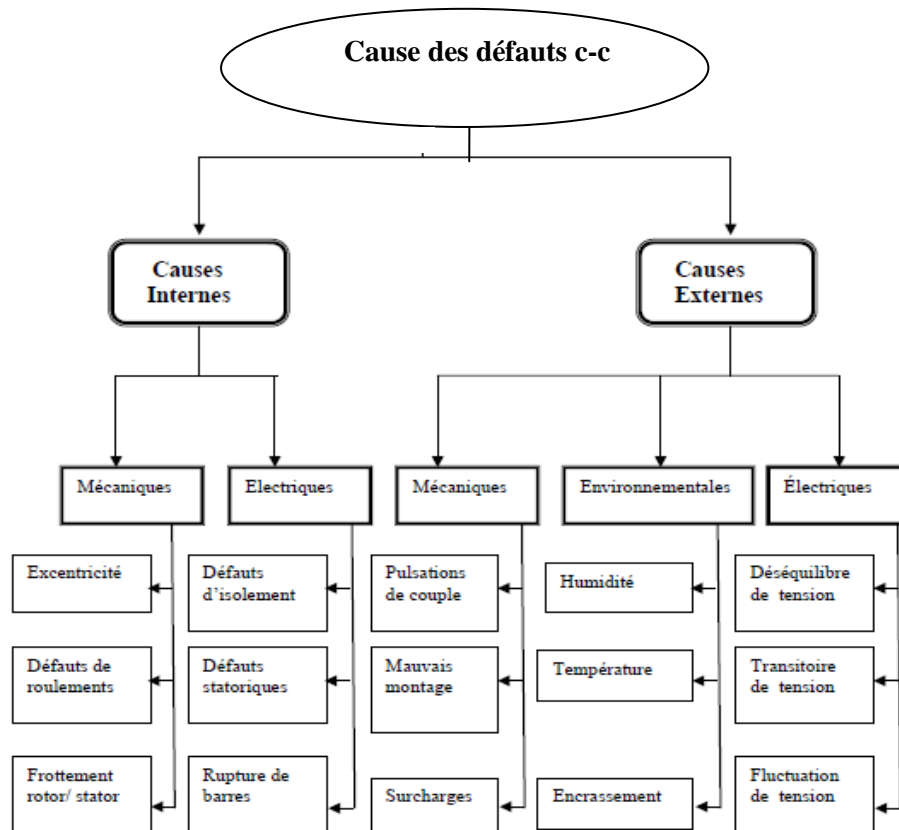 Cause des défauts c-c
Causes
Internes
Causes
Externes
Mécaniques
Electriques
Mécaniques
Environnementales
Électriques
Excentricité
Défauts
d'isolement
Pulsations
de couple
Humidité
Déséquilibre
de tension
Défauts de
roulements
Défauts
statoriques
Mauvais
montage
Température
Transitoire
de tension
Frottement
rotor/ stator
Rupture de
barres
Surcharges
Encrassement
Fluctuation
de tension